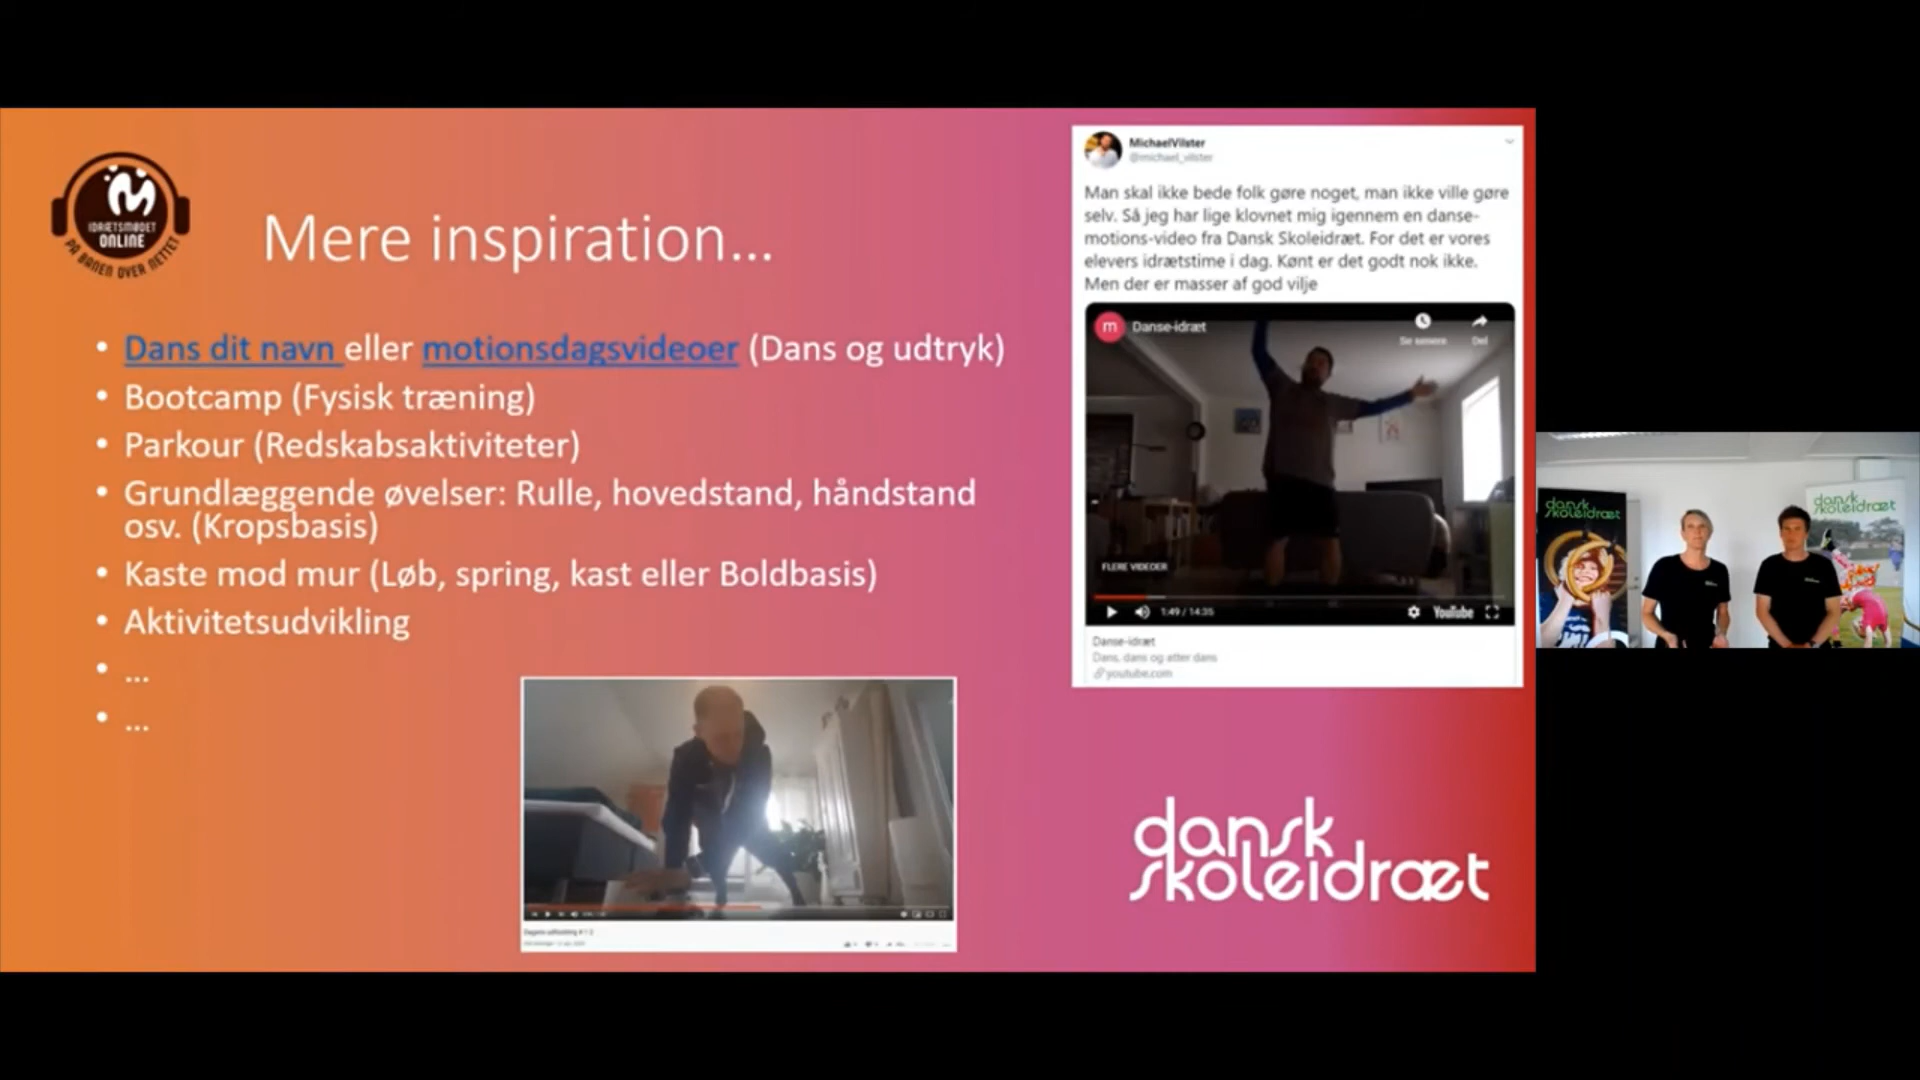 IDRÆTSMØDET
ONLINE
PÅ BANEN OVER NETTET
Mere inspiration...
• Dans dit navn eller motionsdagsvideoer (Dans og udtryk)
• Bootcamp (Fysisk træning)
• Parkour (Redskabsaktiviteter)
• Grundlæggende øvelser: Rulle, hovedstand, håndstand
osv. (Kropsbasis)
• Kaste mod mur (Løb, spring, kast eller Boldbasis)
• Aktivitetsudvikling
• ...
• ...
MichaelVilster
@michael_vilster
Man skal ikke bede folk gøre noget, man ikke ville gøre
selv. Så jeg har lige klovnet mig igennem en danse-
motions-video fra Dansk Skoleidræt. For det er vores
elevers idrætstime i dag. Kønt er det godt nok ikke.
Men der er masser af god vilje
m Danse-idræt
Se senere Del
FLERE VIDEOER
1:49 / 14:35
YouTube
Danse-idræt
Dans, dans og atter dans
youtube.com
dansk
skoleidræt
dansk
skoleidræt
dansk
skoleidræt